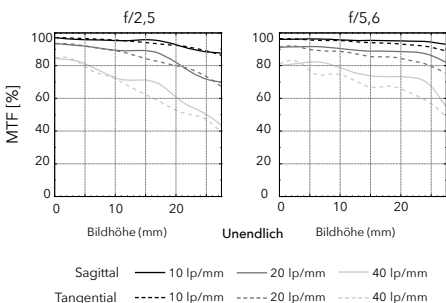 f/2,5 f/5,6
100 100
80 80
60 60
40 40
20 20
0 0
MTF [%]
0 10 20 0 10 20
Bildhöhe (mm) Unendlich Bildhöhe (mm)
Sagittal 10 lp/mm 20 lp/mm 40 lp/mm
Tangential 10 lp/mm 20 lp/mm 40 lp/mm